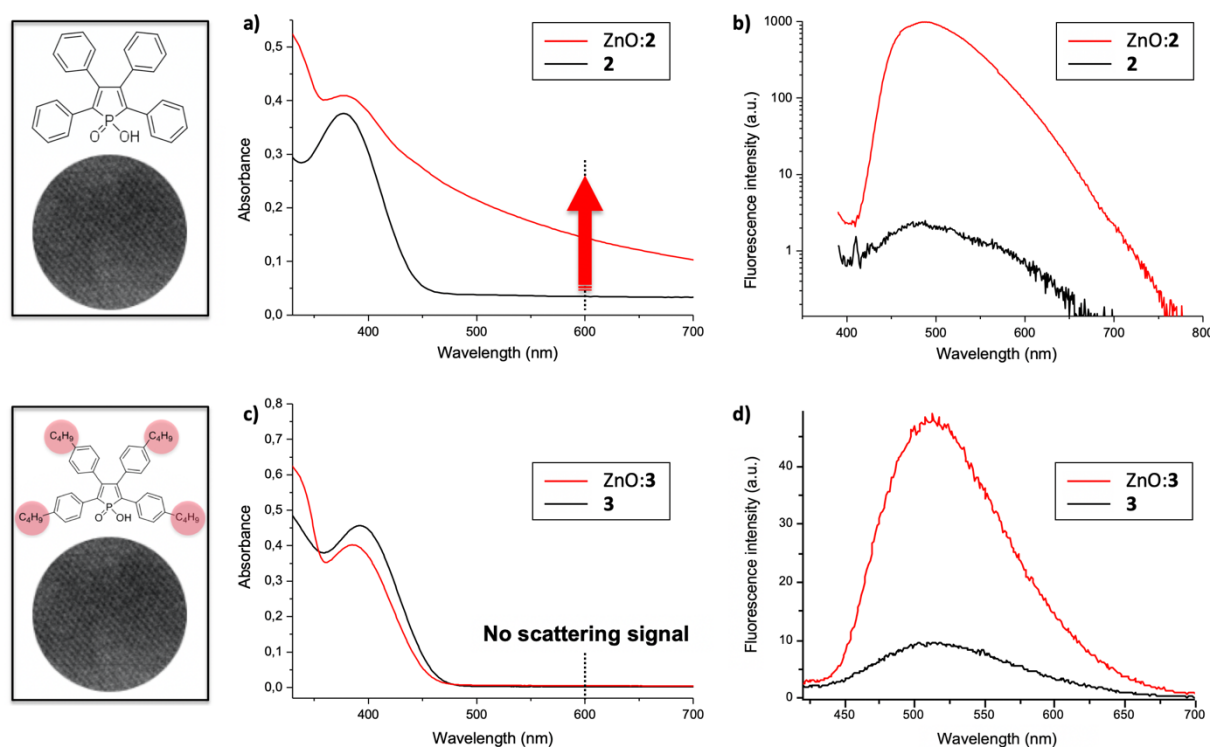 a)
ZnO:2
2
Absorbance
0,5
0,4
0,3
0,2
0,1
0,0
400
500
600
700
Wavelength (nm)
b)
ZnO:2
2
Fluorescence intensity (a.u.)
1000
100
10
1
400
500
600
700
800
Wavelength (nm)
P
O
OH
c)
ZnO:3
3
Absorbance
0,8
0,7
0,6
0,5
0,4
0,3
0,2
0,1
0,0
No scattering signal
400
500
600
700
Wavelength (nm)
d)
ZnO:3
3
Fluorescence intensity (a.u.)
40
30
20
10
0
450
500
550
600
650
700
Wavelength (nm)
C₄H₉
C₄H₉
C₄H₉
C₄H₉
P
O
OH